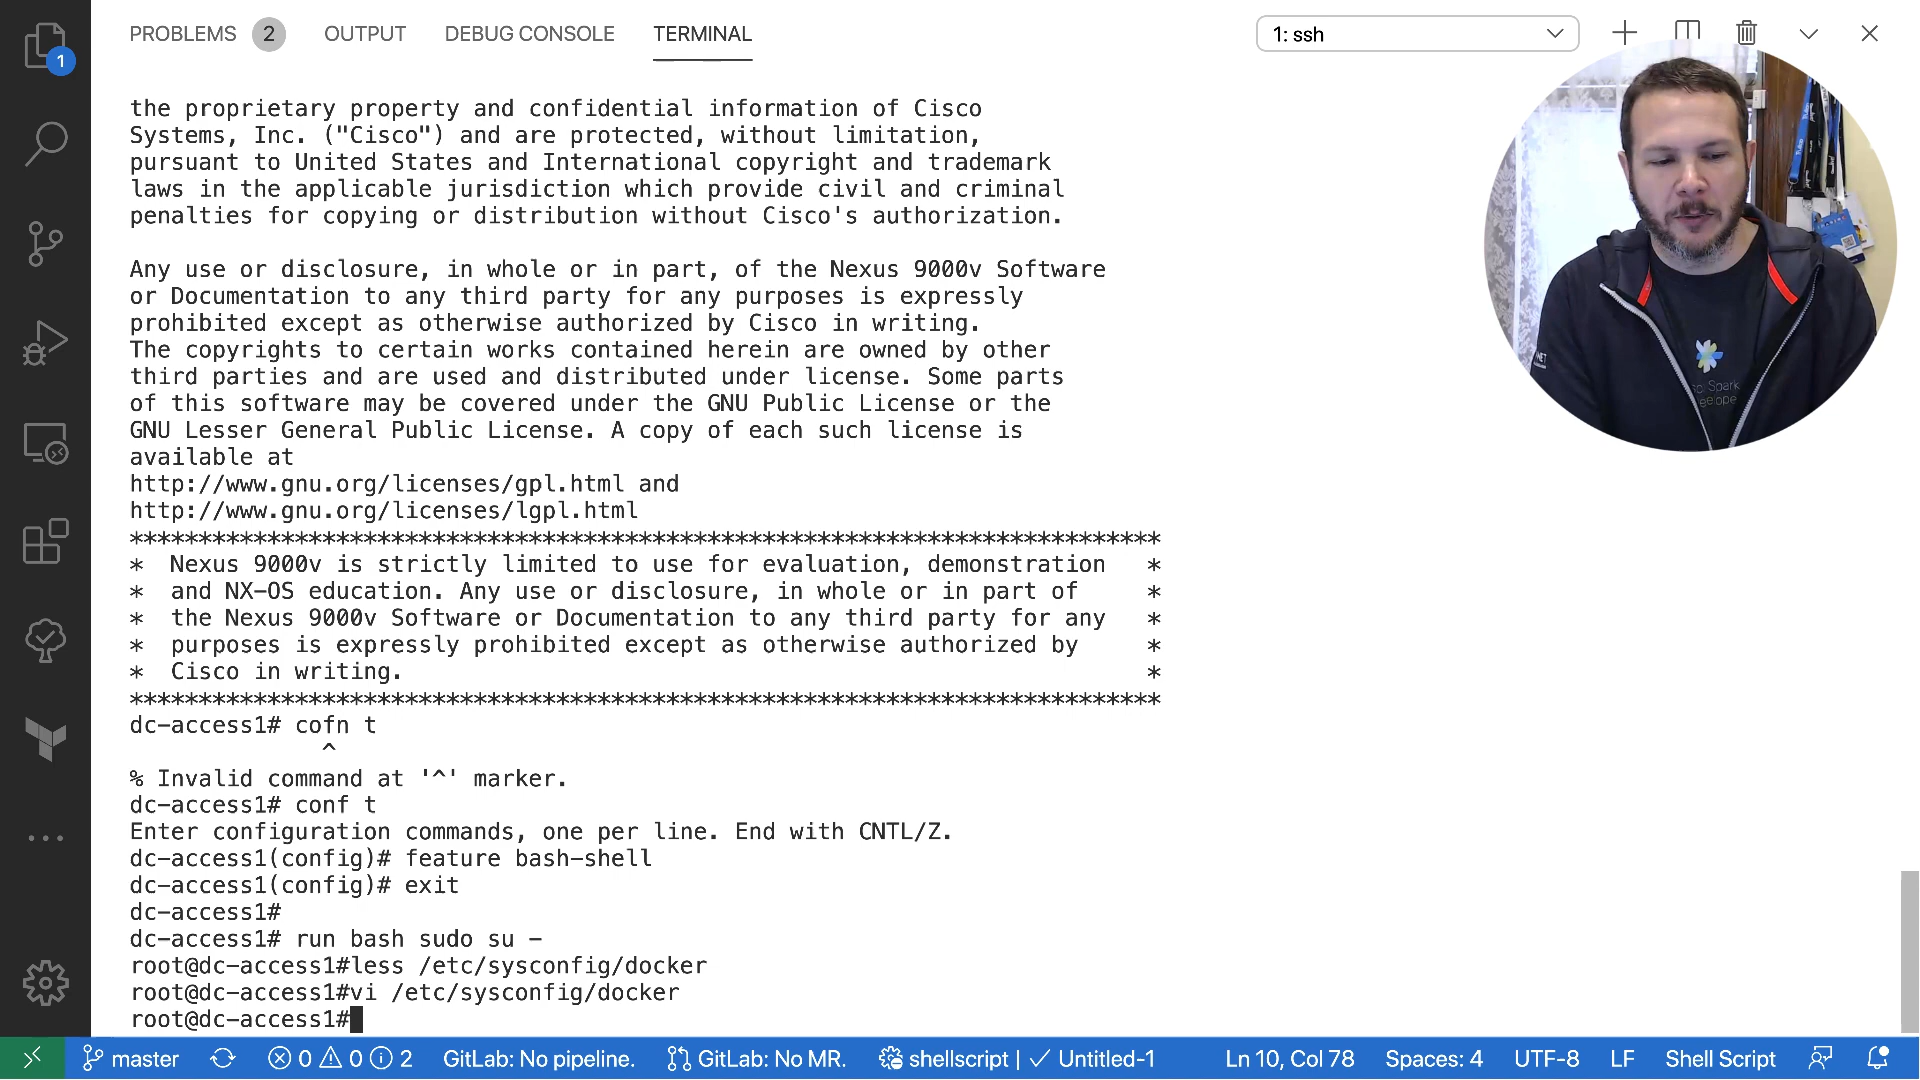 PROBLEMS 2 OUTPUT DEBUG CONSOLE TERMINAL 1: ssh
1
the proprietary property and confidential information of Cisco
Systems, Inc. ("Cisco") and are protected, without limitation,
pursuant to United States and International copyright and trademark
laws in the applicable jurisdiction which provide civil and criminal
penalties for copying or distribution without Cisco's authorization.
Any use or disclosure, in whole or in part, of the Nexus 9000v Software
or Documentation to any third party for any purposes is expressly
prohibited except as otherwise authorized by Cisco in writing.
The copyrights to certain works contained herein are owned by other
third parties and are used and distributed under license. Some parts
of this software may be covered under the GNU Public License or the
GNU Lesser General Public License. A copy of each such license is
available at
http://www.gnu.org/licenses/gpl.html and
http://www.gnu.org/licenses/lgpl.html
***************************************************************************
*  Nexus 9000v is strictly limited to use for evaluation, demonstration   *
*  and NX-OS education. Any use or disclosure, in whole or in part of     *
*  the Nexus 9000v Software or Documentation to any third party for any   *
*  purposes is expressly prohibited except as otherwise authorized by     *
*  Cisco in writing.                                                      *
***************************************************************************
dc-access1# cofn t
              ^
% Invalid command at '^' marker.
dc-access1# conf t
Enter configuration commands, one per line. End with CNTL/Z.
dc-access1(config)# feature bash-shell
dc-access1(config)# exit
dc-access1#
dc-access1# run bash sudo su -
root@dc-access1#less /etc/sysconfig/docker
root@dc-access1#vi /etc/sysconfig/docker
root@dc-access1#
master 0 0 2 GitLab: No pipeline. GitLab: No MR. shellscript | ✓ Untitled-1 Ln 10, Col 78 Spaces: 4 UTF-8 LF Shell Script